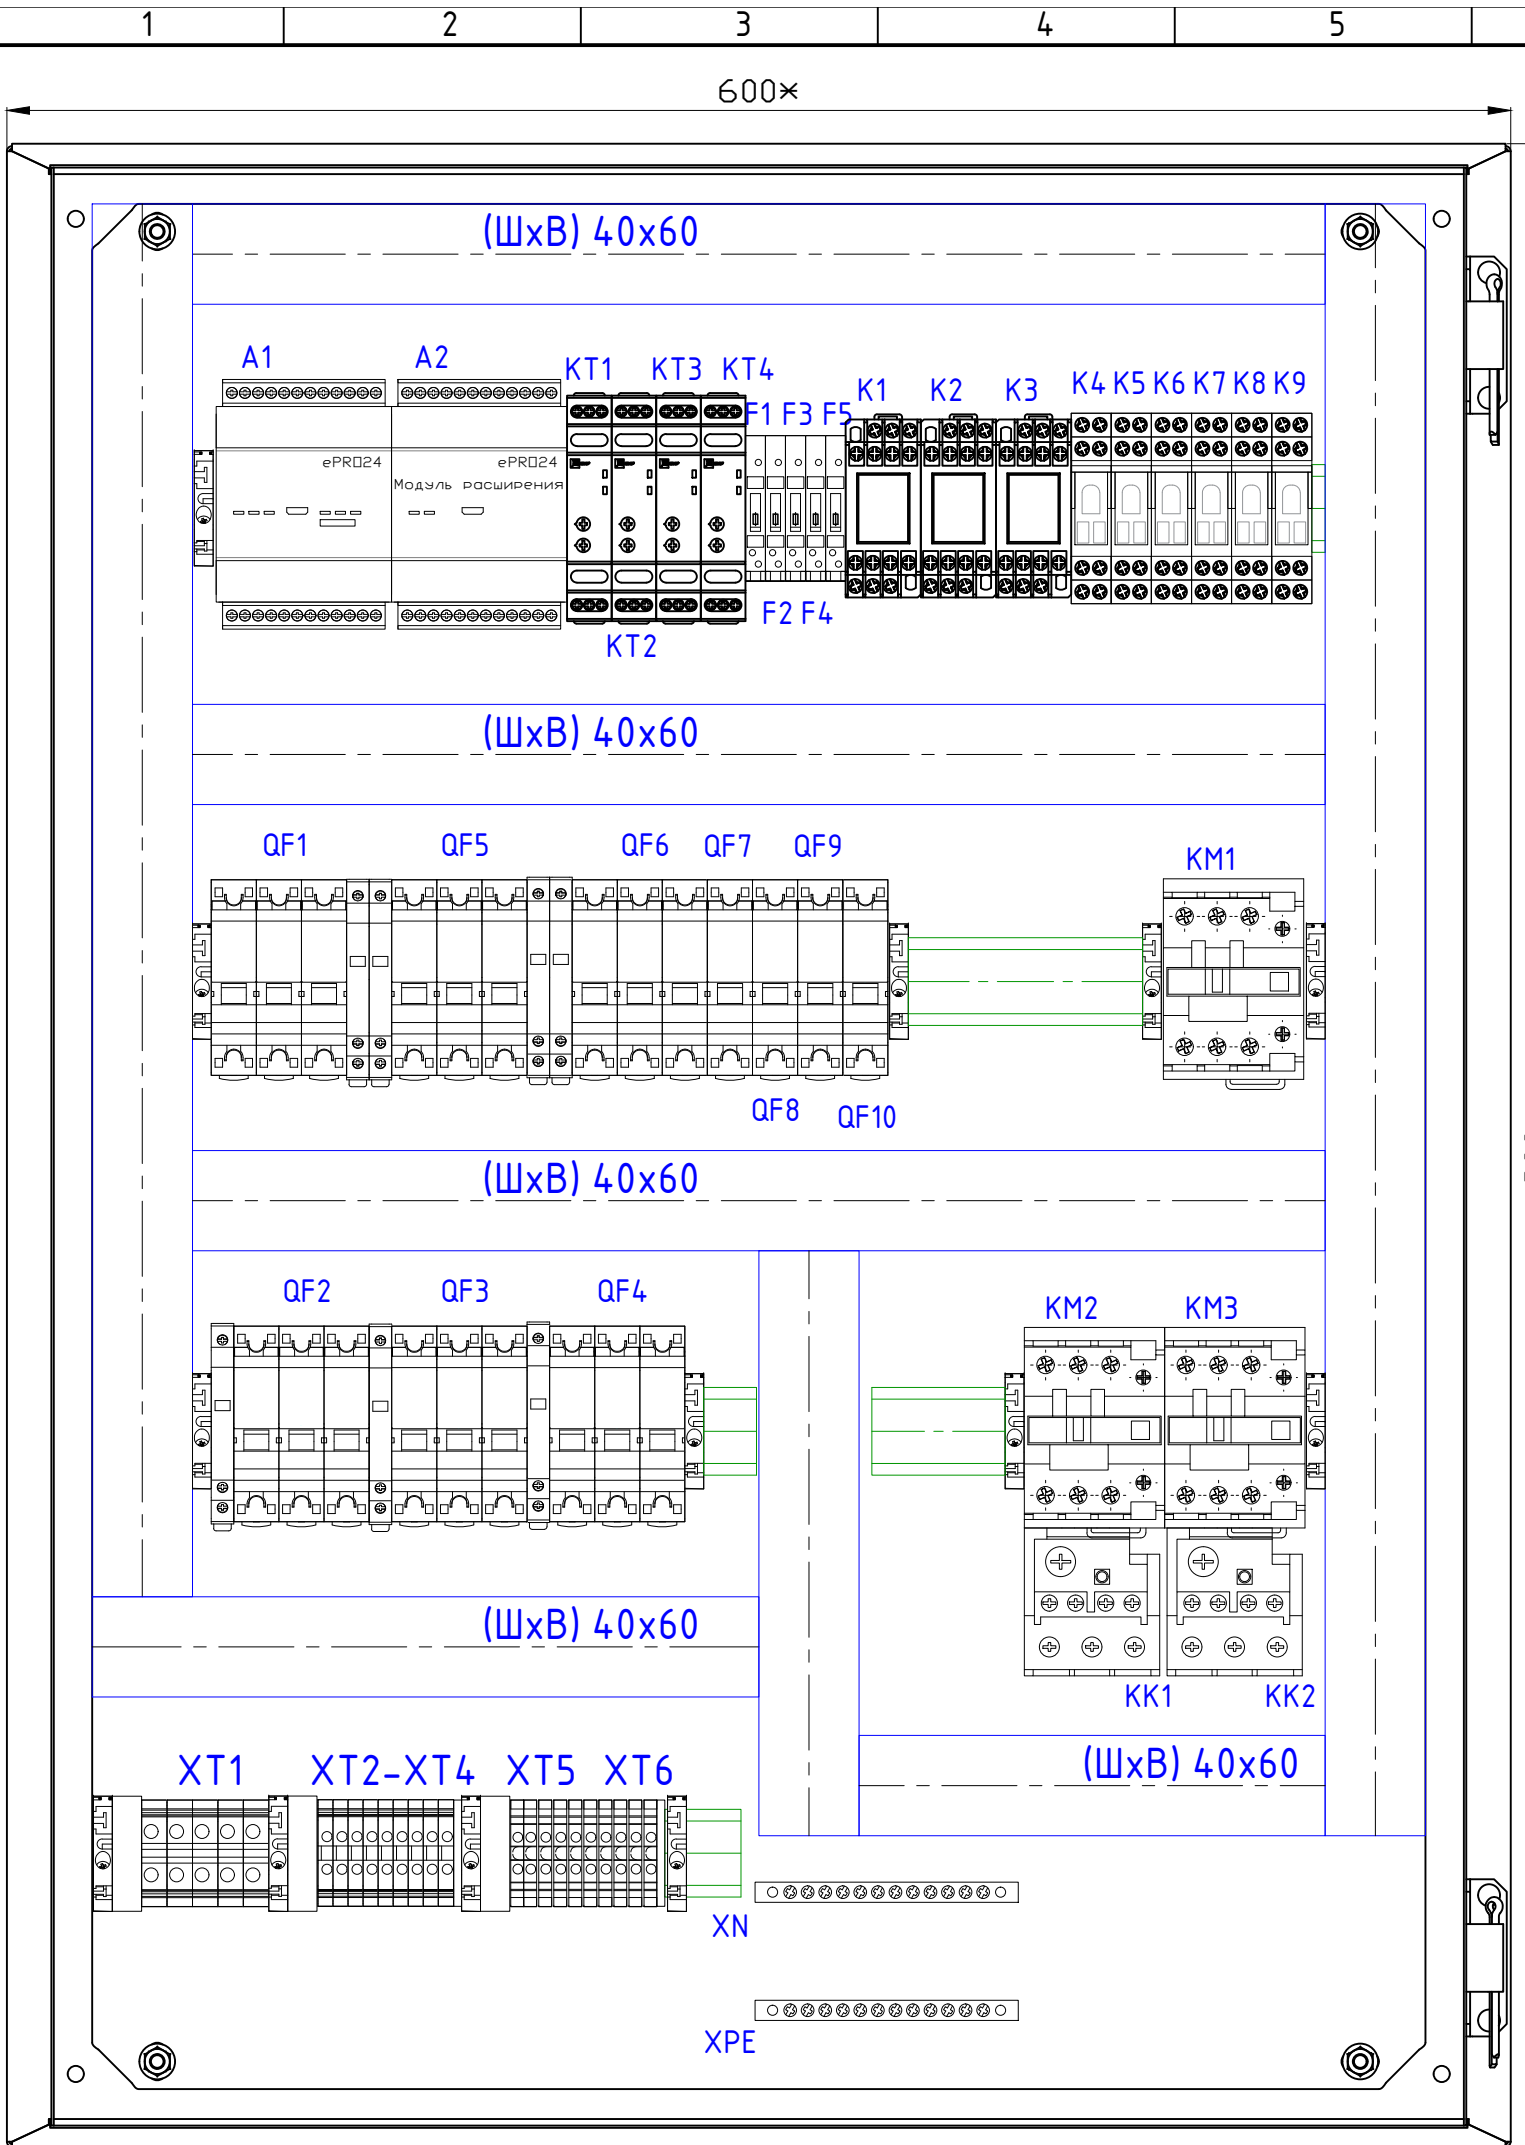 1 2 3 4 5
600*
(ШхВ) 40х60
A1 A2 KT1 KT3 KT4 K1 K2 K3 K4 K5 K6 K7 K8 K9
F1 F3 F5
ePRO24 ePRO24
Модуль расширения
F2 F4
KT2
(ШхВ) 40х60
QF1 QF5 QF6 QF7 QF9 KM1
QF8 QF10
(ШхВ) 40х60
QF2 QF3 QF4 KM2 KM3
(ШхВ) 40х60
KK1 KK2
XT1 XT2-XT4 XT5 XT6 (ШхВ) 40х60
XN
XPE